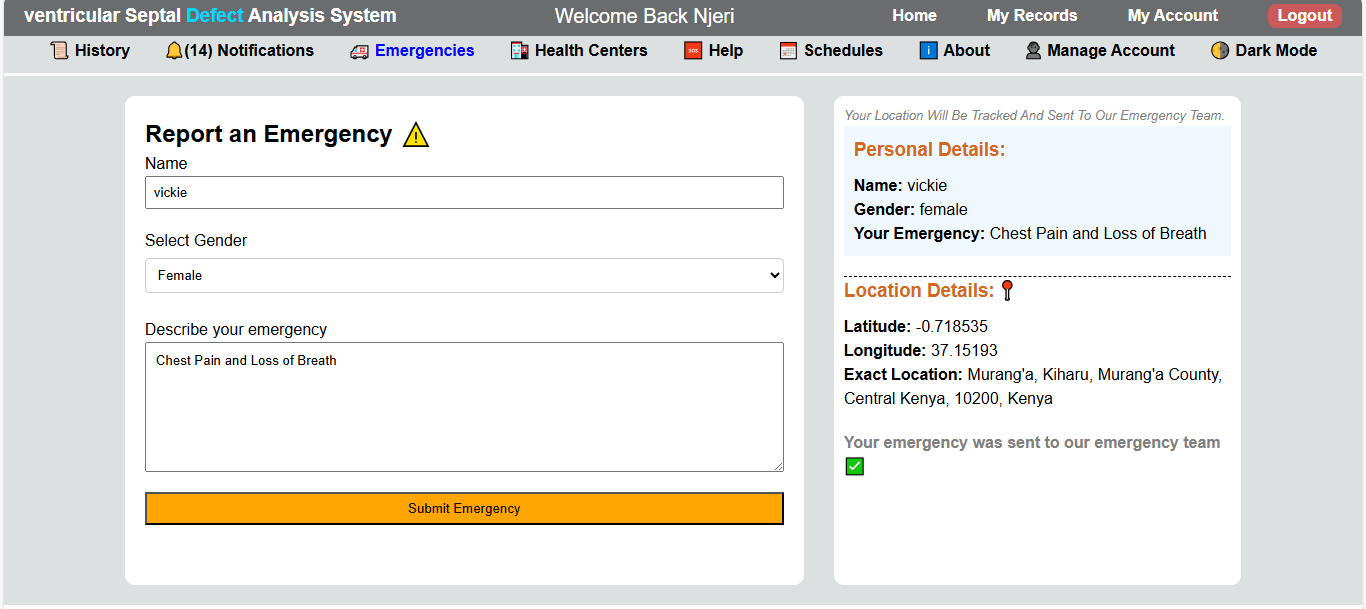 ventricular Septal Defect Analysis System
Welcome Back Njeri
Home
My Records
My Account
Logout
History
(14) Notifications
Emergencies
Health Centers
SOS
Help
Schedules
i
About
Manage Account
Dark Mode
Report an Emergency
Name
vickie
Select Gender
Female
Describe your emergency
Chest Pain and Loss of Breath
Submit Emergency
Your Location Will Be Tracked And Sent To Our Emergency Team.
Personal Details:
Name: vickie
Gender: female
Your Emergency: Chest Pain and Loss of Breath
Location Details:
Latitude: -0.718535
Longitude: 37.15193
Exact Location: Murang'a, Kiharu, Murang'a County,
Central Kenya, 10200, Kenya
Your emergency was sent to our emergency team